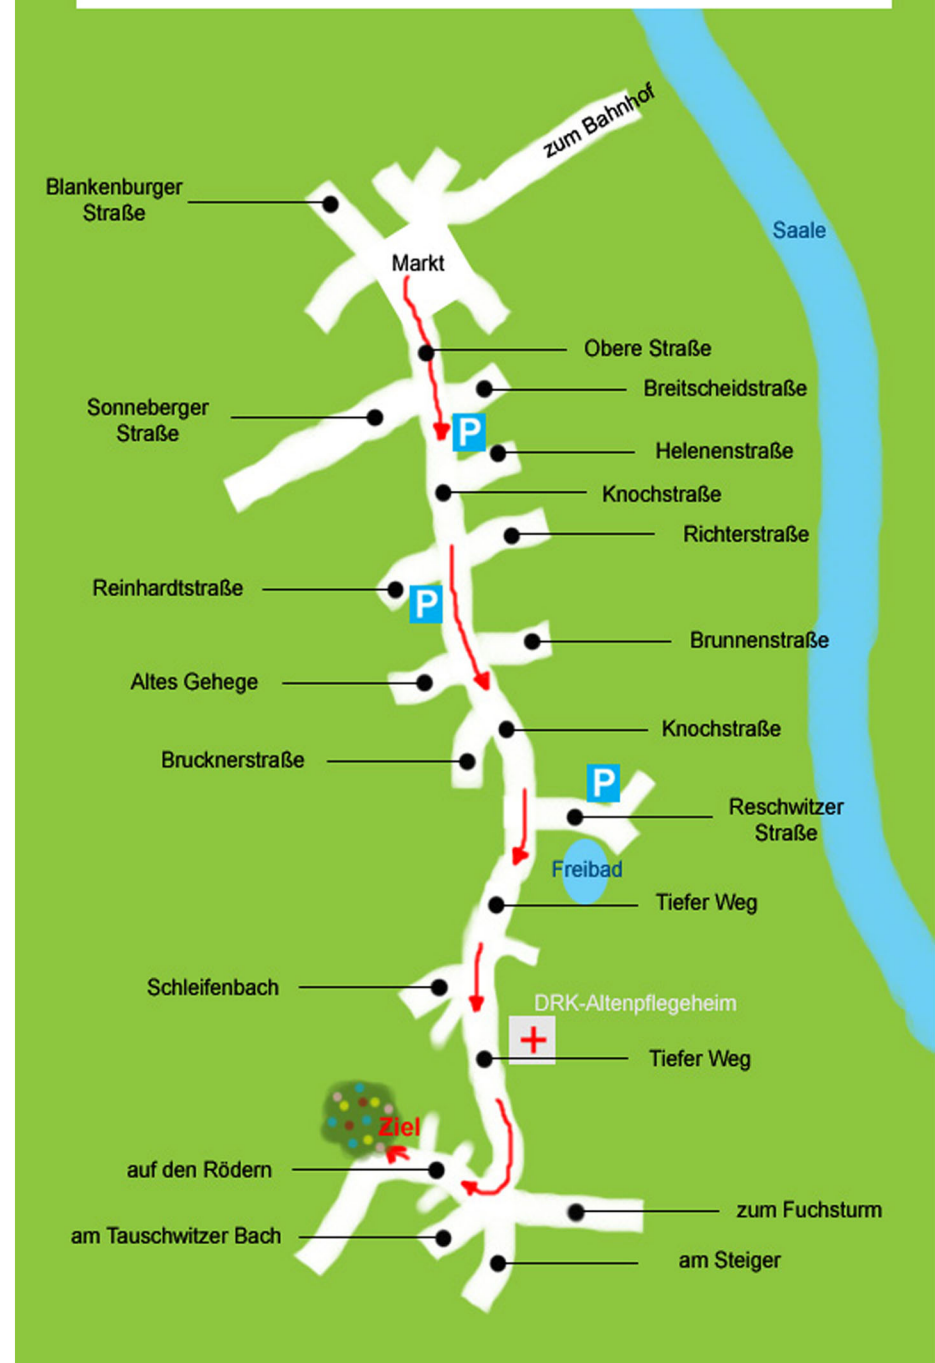 zum Bahnhof
Blankenburger
Straße
Saale
Markt
Obere Straße
Breitscheidstraße
Sonneberger
Straße
P
Helenenstraße
Knochstraße
Richterstraße
Reinhardtstraße
P
Brunnenstraße
Altes Gehege
Knochstraße
Brucknerstraße
P
Reschwitzer
Straße
Freibad
Tiefer Weg
Schleifenbach
DRK-Altenpflegeheim
Tiefer Weg
Ziel
auf den Rödern
zum Fuchsturm
am Tauschwitzer Bach
am Steiger